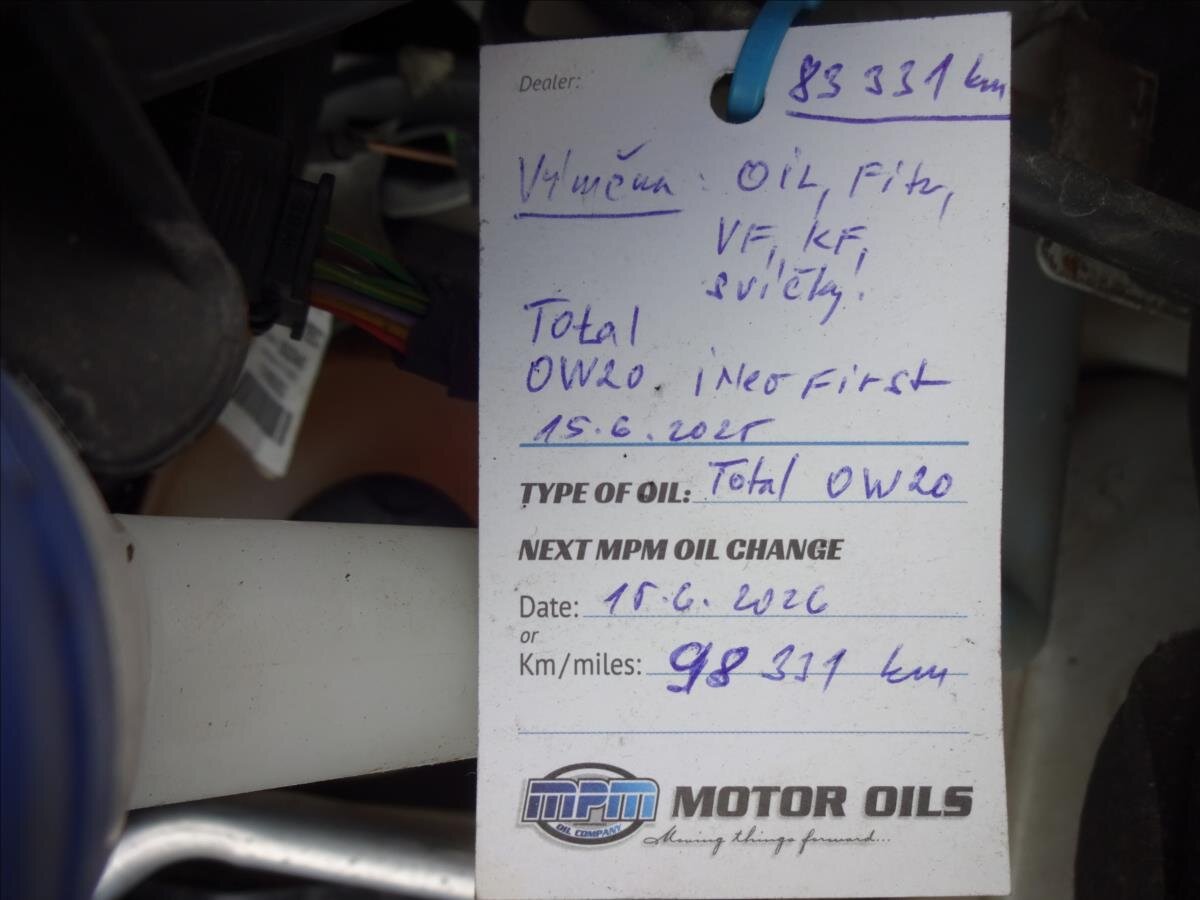 Dealer:
83 331 km
Výměna: OiL, Filtr,
VF, KF,
svíčky!
Total
0W20 iNeo First
15.6.2025
TYPE OF OIL: Total 0W20
NEXT MPM OIL CHANGE
Date: 15.6.2026
or
Km/miles: 98 331 km
MPM
OIL COMPANY
MOTOR OILS
Moving things forward...